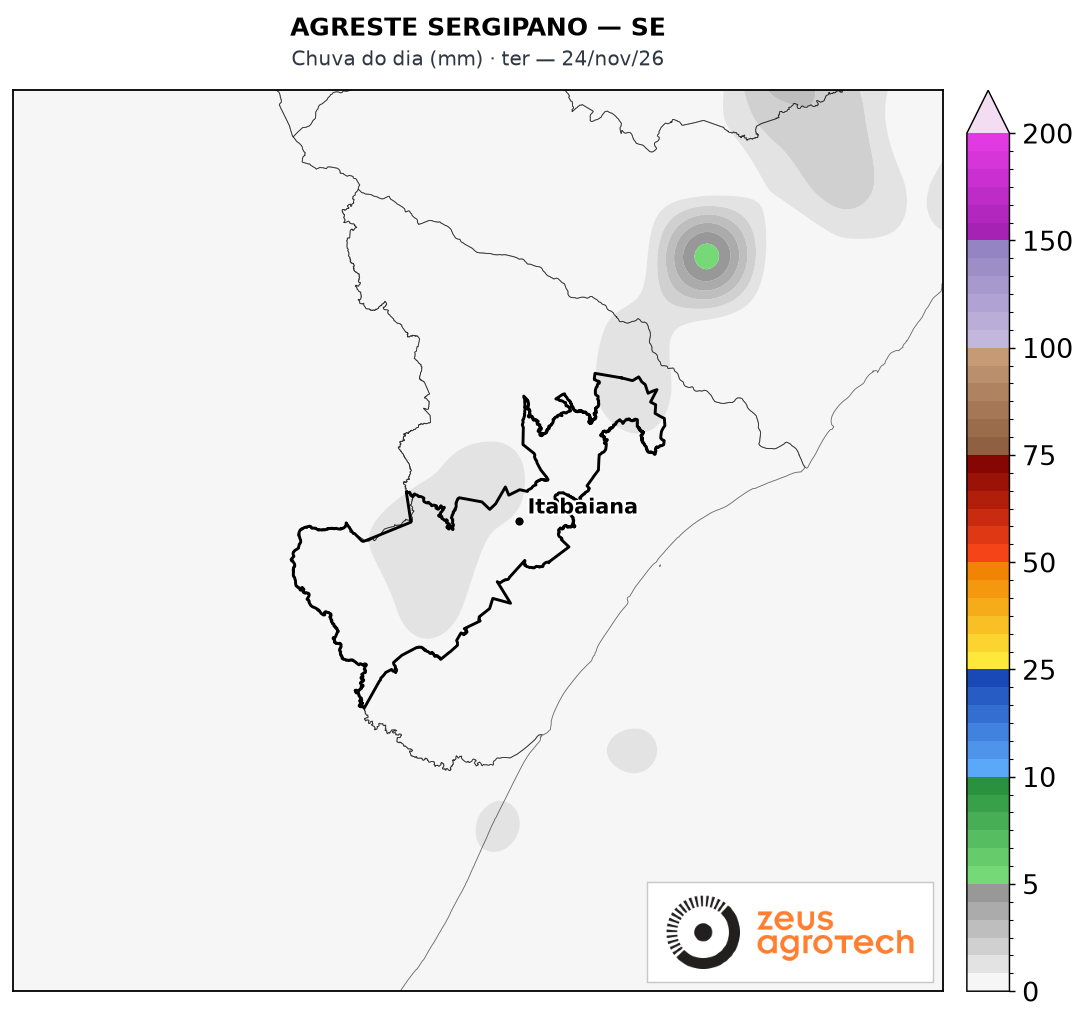 AGRESTE SERGIPANO — SE
Chuva do dia (mm) · ter — 24/nov/26
200
150
100
75
50
25
10
5
0
Itabaiana
zeus
agrotech